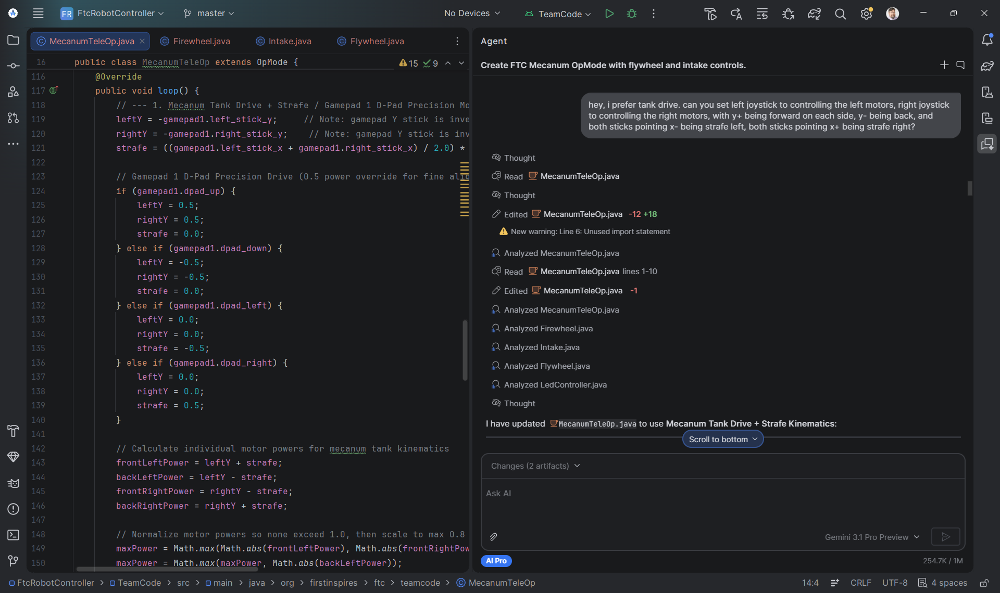 FR FtcRobotController
master
No Devices
TeamCode
MecanumTeleOp.java
Firewheel.java
Intake.java
Flywheel.java
16 public class MecanumTeleOp extends OpMode {
15 9
116 @Override
117 public void loop() {
118 // --- 1. Mecanum Tank Drive + Strafe / Gamepad 1 D-Pad Precision Mo
119 leftY = -gamepad1.left_stick_y; // Note: gamepad Y stick is inve
120 rightY = -gamepad1.right_stick_y; // Note: gamepad Y stick is inv
121 strafe = ((gamepad1.left_stick_x + gamepad1.right_stick_x) / 2.0) *
122
123 // Gamepad 1 D-Pad Precision Drive (0.5 power override for fine alig
124 if (gamepad1.dpad_up) {
125 leftY = 0.5;
126 rightY = 0.5;
127 strafe = 0.0;
128 } else if (gamepad1.dpad_down) {
129 leftY = -0.5;
130 rightY = -0.5;
131 strafe = 0.0;
132 } else if (gamepad1.dpad_left) {
133 leftY = 0.0;
134 rightY = 0.0;
135 strafe = -0.5;
136 } else if (gamepad1.dpad_right) {
137 leftY = 0.0;
138 rightY = 0.0;
139 strafe = 0.5;
140 }
141
142 // Calculate individual motor powers for mecanum tank kinematics
143 frontLeftPower = leftY + strafe;
144 backLeftPower = leftY - strafe;
145 frontRightPower = rightY - strafe;
146 backRightPower = rightY + strafe;
147
148 // Normalize motor powers so none exceed 1.0, then scale to max 0.8
149 maxPower = Math.max(Math.abs(frontLeftPower), Math.abs(frontRightPow
150 maxPower = Math.max(maxPower, Math.abs(backLeftPower));
Agent
Create FTC Mecanum OpMode with flywheel and intake controls.
hey, i prefer tank drive. can you set left joystick to controlling the left motors, right joystick
to controlling the right motors, with y+ being forward on each side, y- being back, and
both sticks pointing x- being strafe left, both sticks pointing x+ being strafe right?
Thought
Read MecanumTeleOp.java
Thought
Edited MecanumTeleOp.java -12 +18
New warning: Line 6: Unused import statement
Analyzed MecanumTeleOp.java
Read MecanumTeleOp.java lines 1-10
Edited MecanumTeleOp.java -1
Analyzed MecanumTeleOp.java
Analyzed Firewheel.java
Analyzed Intake.java
Analyzed Flywheel.java
Analyzed LedController.java
Thought
I have updated MecanumTeleOp.java to use Mecanum Tank Drive + Strafe Kinematics:
Scroll to bottom
Changes (2 artifacts)
Ask AI
Gemini 3.1 Pro Preview
AI Pro
254.7K / 1M
FtcRobotController > TeamCode > src > main > java > org > firstinspires > ftc > teamcode > MecanumTeleOp
14:4 CRLF UTF-8 4 spaces